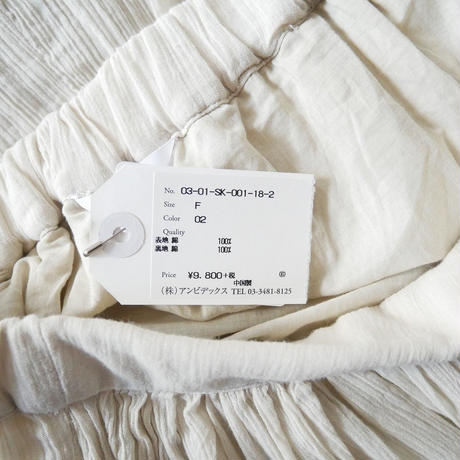 No. 03-01-SK-001-18-2
Size F
Color 02
Quality
表地 綿 100%
裏地 綿 100%
Price ¥9,800+税
中国製
(株) アンビデックス TEL 03-3481-8125